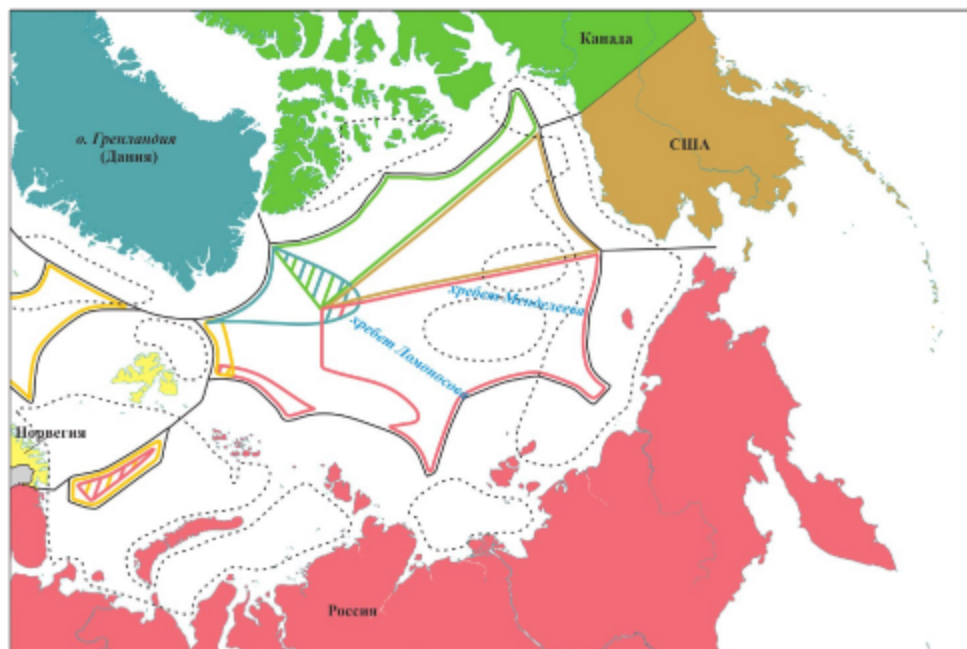 Канада
о. Гренландия
(Дания)
США
хребет Менделеева
хребет Ломоносова
Норвегия
Россия